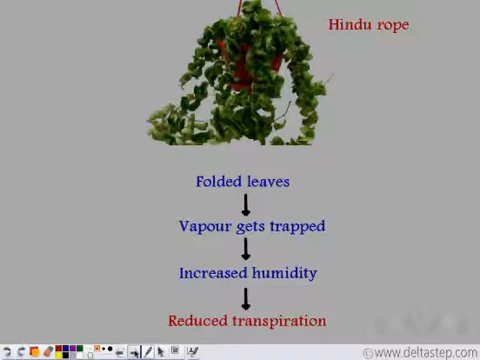 Hindu rope
Folded leaves
Vapour gets trapped
Increased humidity
Reduced transpiration
©www.deltastep.com